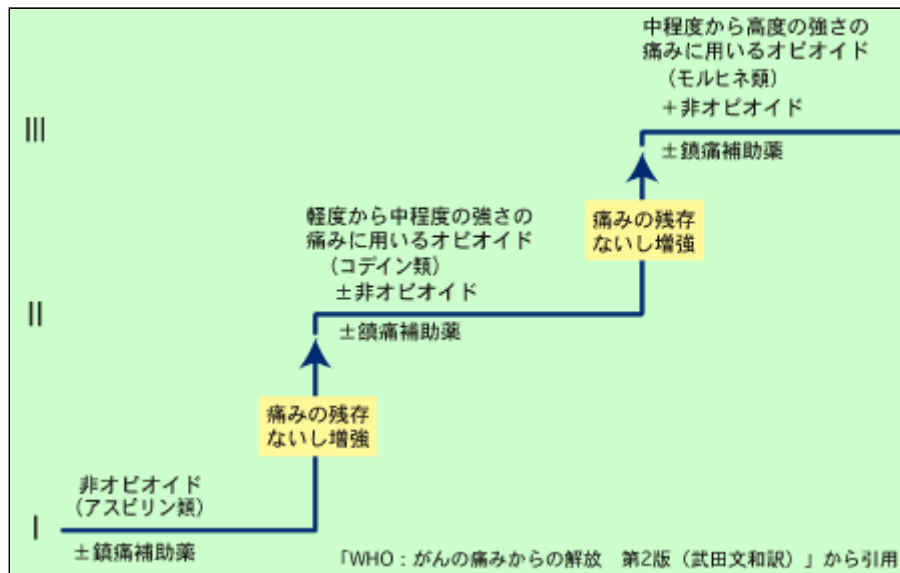 中程度から高度の強さの
痛みに用いるオピオイド
(モルヒネ類)
+非オピオイド
III
±鎮痛補助薬
軽度から中程度の強さの
痛みに用いるオピオイド
(コデイン類)
±非オピオイド
痛みの残存
ないし増強
II
±鎮痛補助薬
痛みの残存
ないし増強
非オピオイド
(アスピリン類)
I
±鎮痛補助薬
「WHO:がんの痛みからの解放 第2版(武田文和訳)」から引用